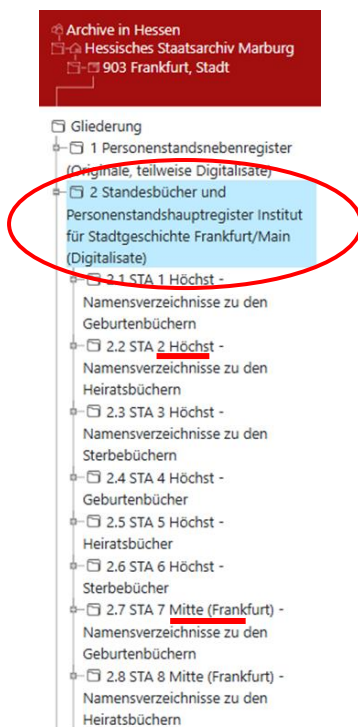 Archive in Hessen
Hessisches Staatsarchiv Marburg
903 Frankfurt, Stadt
Gliederung
1 Personenstandsnebenregister
(Originale, teilweise Digitalisate)
2 Standesbücher und
Personenstandshauptregister Institut
für Stadtgeschichte Frankfurt/Main
(Digitalisate)
2.1 STA 1 Höchst -
Namensverzeichnisse zu den
Geburtenbüchern
2.2 STA 2 Höchst -
Namensverzeichnisse zu den
Heiratsbüchern
2.3 STA 3 Höchst -
Namensverzeichnisse zu den
Sterbebüchern
2.4 STA 4 Höchst -
Geburtenbücher
2.5 STA 5 Höchst -
Heiratsbücher
2.6 STA 6 Höchst -
Sterbebücher
2.7 STA 7 Mitte (Frankfurt) -
Namensverzeichnisse zu den
Geburtenbüchern
2.8 STA 8 Mitte (Frankfurt) -
Namensverzeichnisse zu den
Heiratsbüchern